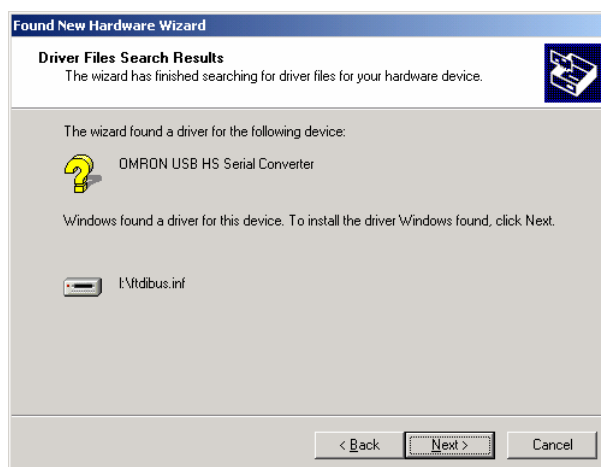 Found New Hardware Wizard
Driver Files Search Results
The wizard has finished searching for driver files for your hardware device.
The wizard found a driver for the following device:
OMRON USB HS Serial Converter
Windows found a driver for this device. To install the driver Windows found, click Next.
I:\ftdibus.inf
< Back
Next >
Cancel